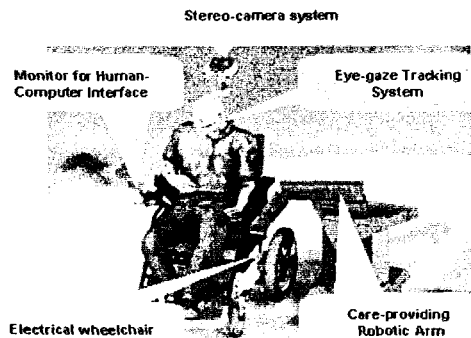 Stereo-camera system
Monitor for Human-
Computer Interface
Eye-gaze Tracking
System
Electrical wheelchair
Care-providing
Robotic Arm